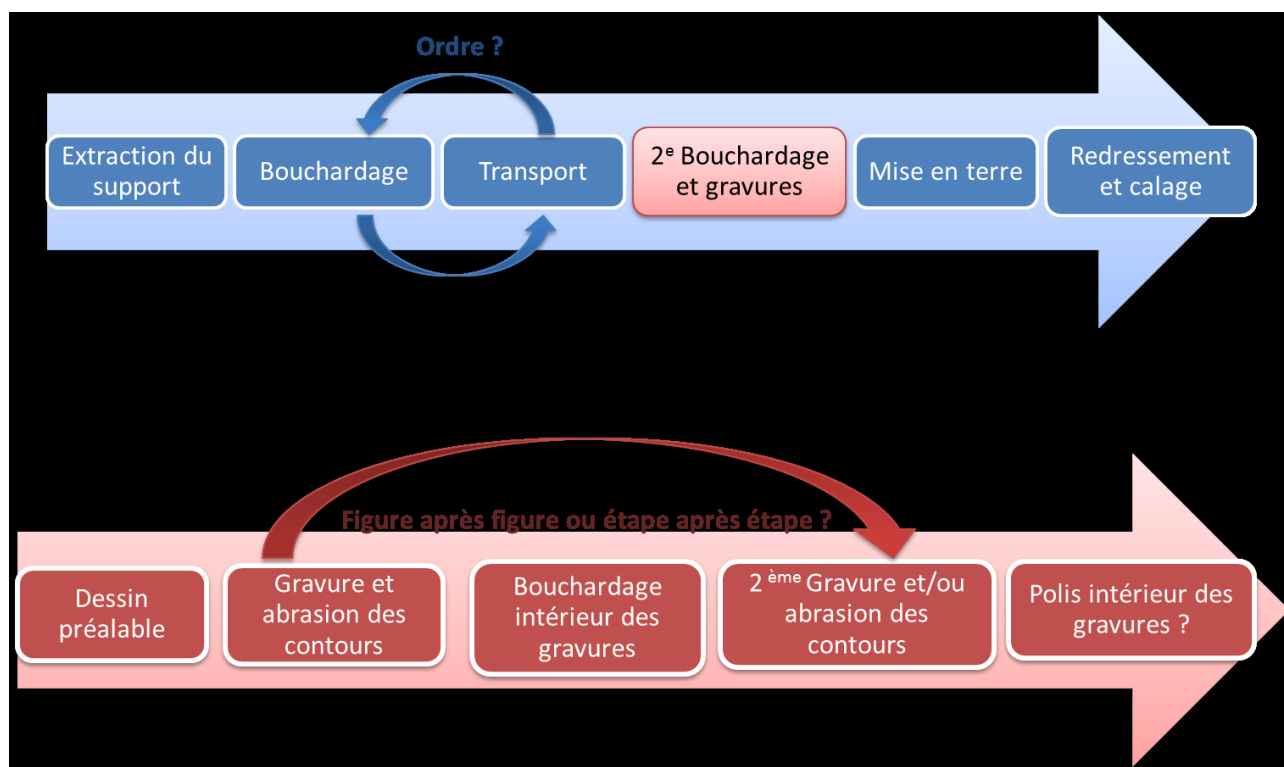 Ordre ?
Extraction du
support
Bouchardage
Transport
2e Bouchardage
et gravures
Mise en terre
Redressement
et calage
Figure après figure ou étape après étape ?
Dessin
préalable
Gravure et
abrasion des
contours
Bouchardage
intérieur des
gravures
2 ème Gravure et/ou
abrasion des
contours
Polis intérieur des
gravures ?